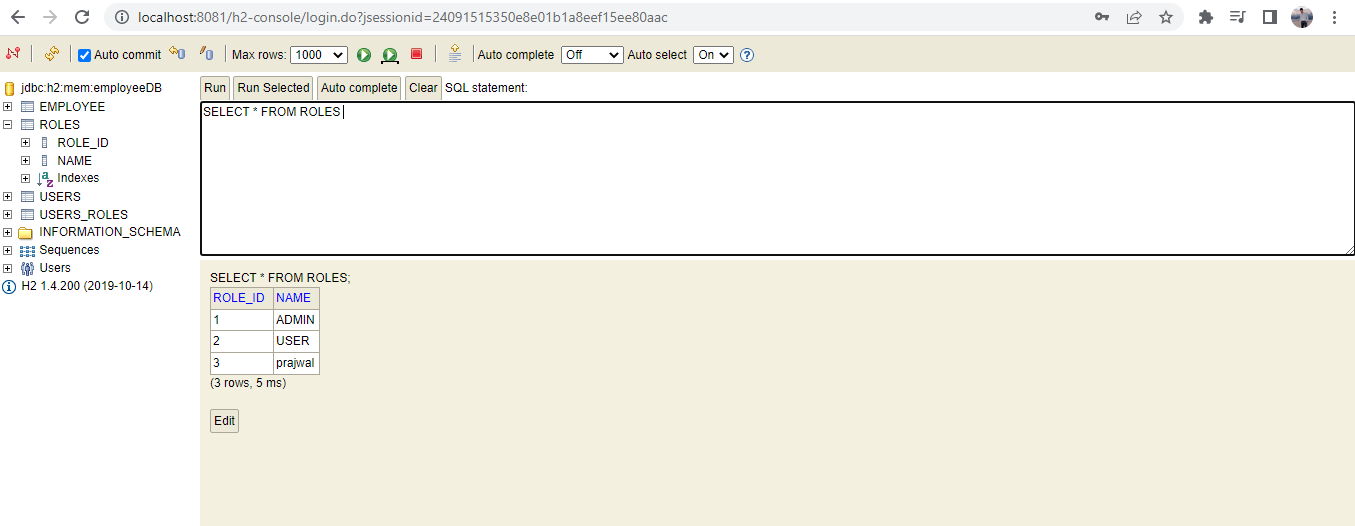 localhost:8081/h2-console/login.do?jsessionid=24091515350e8e01b1a8eef15ee80aac
Auto commit Max rows: 1000 Auto complete Off Auto select On ?
jdbc:h2:mem:employeeDB
EMPLOYEE
ROLES
ROLE_ID
NAME
Indexes
USERS
USERS_ROLES
INFORMATION_SCHEMA
Sequences
Users
H2 1.4.200 (2019-10-14)
Run Run Selected Auto complete Clear SQL statement:
SELECT * FROM ROLES
SELECT * FROM ROLES;
ROLE_ID NAME
1 ADMIN
2 USER
3 prajwal
(3 rows, 5 ms)
Edit